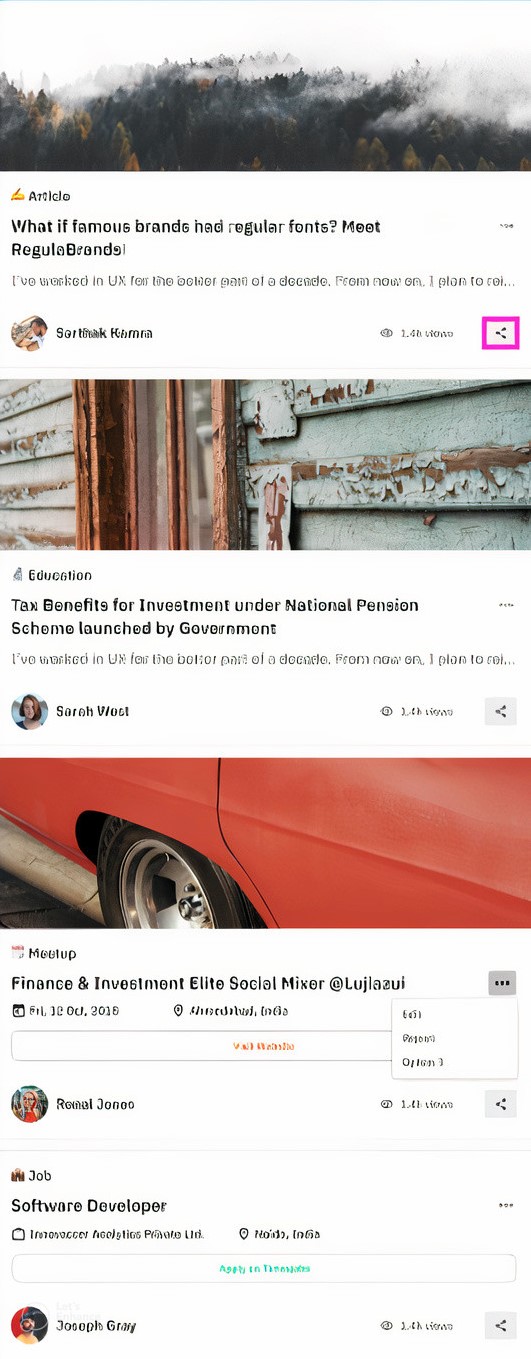 ✍️ Article
What if famous brands had regular fonts? Meet
RegulaBrands!
I've worked in UX for the better part of a decade. From now on, I plan to rei...
1.4k views
Education
Tax Benefits for Investment under National Pension
Scheme launched by Government
I've worked in UX for the better part of a decade. From now on, I plan to rei...
Sarah West
1.4k views
Meetup
Finance & Investment Elite Social Mixer @Lujiazui
Fri, 12 Oct, 2018
Ahmedabad, India
Visit Website
Edit
Report
Option 3
Ronal Jones
1.4k views
Job
Software Developer
Innovaccer Analytics Private Ltd.
Noida, India
Apply on Timesjobs
Let's
Enhance
Joseph Gray
1.4k views